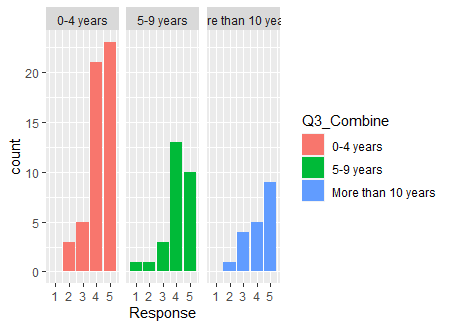 0-4 years
5-9 years
re than 10 yea
20
15
10
5
0
count
1 2 3 4 5
1 2 3 4 5
1 2 3 4 5
Response
Q3_Combine
0-4 years
5-9 years
More than 10 years